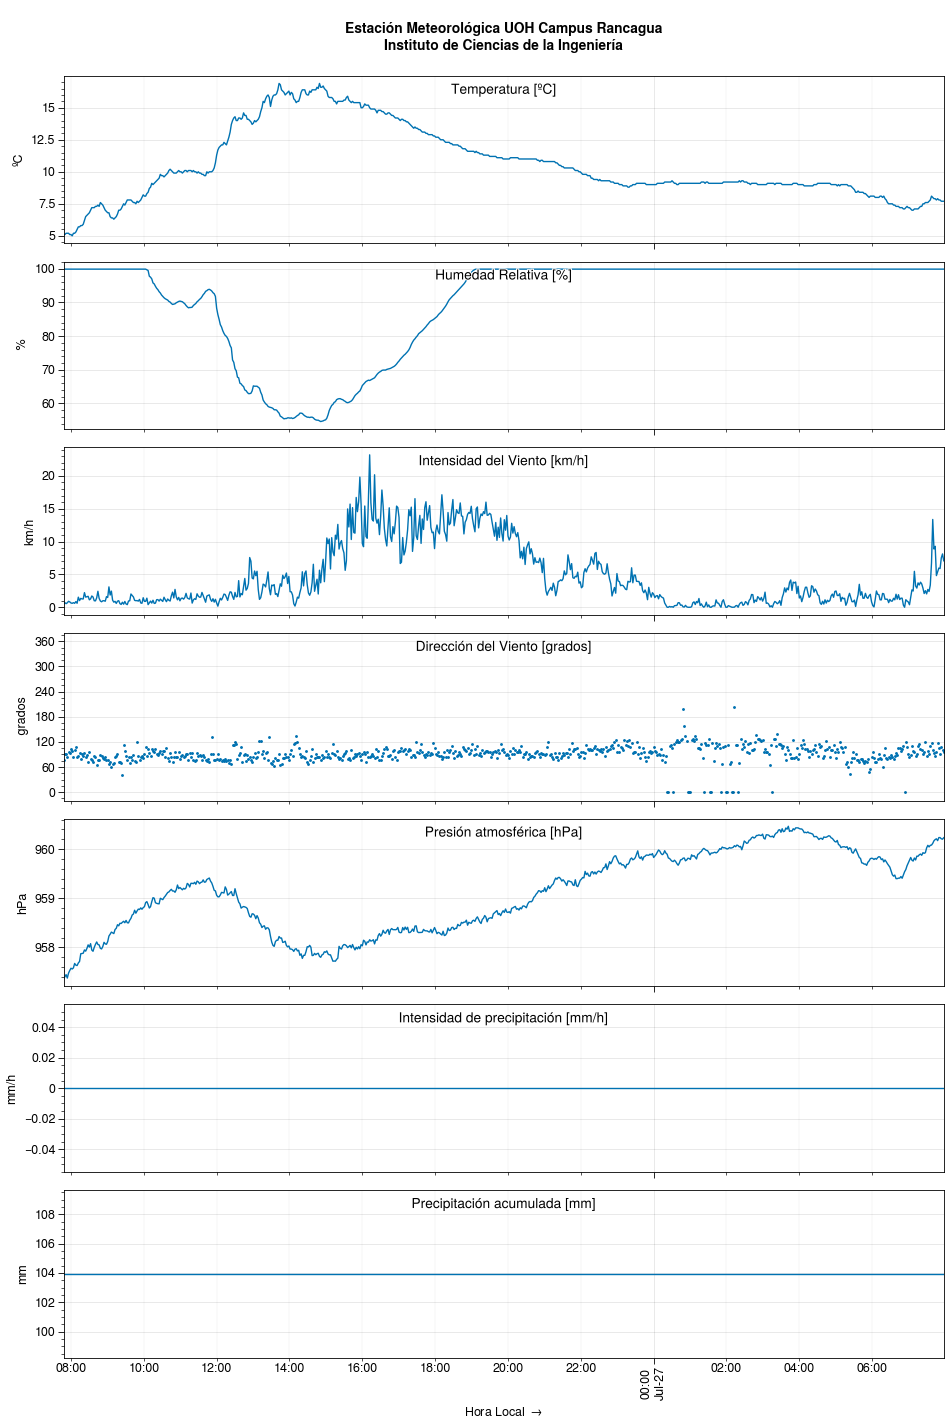 Estación Meteorológica UOH Campus Rancagua
Instituto de Ciencias de la Ingeniería
Temperatura [ºC]
ºC
15
12.5
10
7.5
5
Humedad Relativa [%]
%
100
90
80
70
60
Intensidad del Viento [km/h]
km/h
20
15
10
5
0
Dirección del Viento [grados]
grados
360
300
240
180
120
60
0
Presión atmosférica [hPa]
hPa
960
959
958
Intensidad de precipitación [mm/h]
mm/h
0.04
0.02
0
−0.02
−0.04
Precipitación acumulada [mm]
mm
108
106
104
102
100
08:00 10:00 12:00 14:00 16:00 18:00 20:00 22:00 00:00 02:00 04:00 06:00
Jul-27
Hora Local →